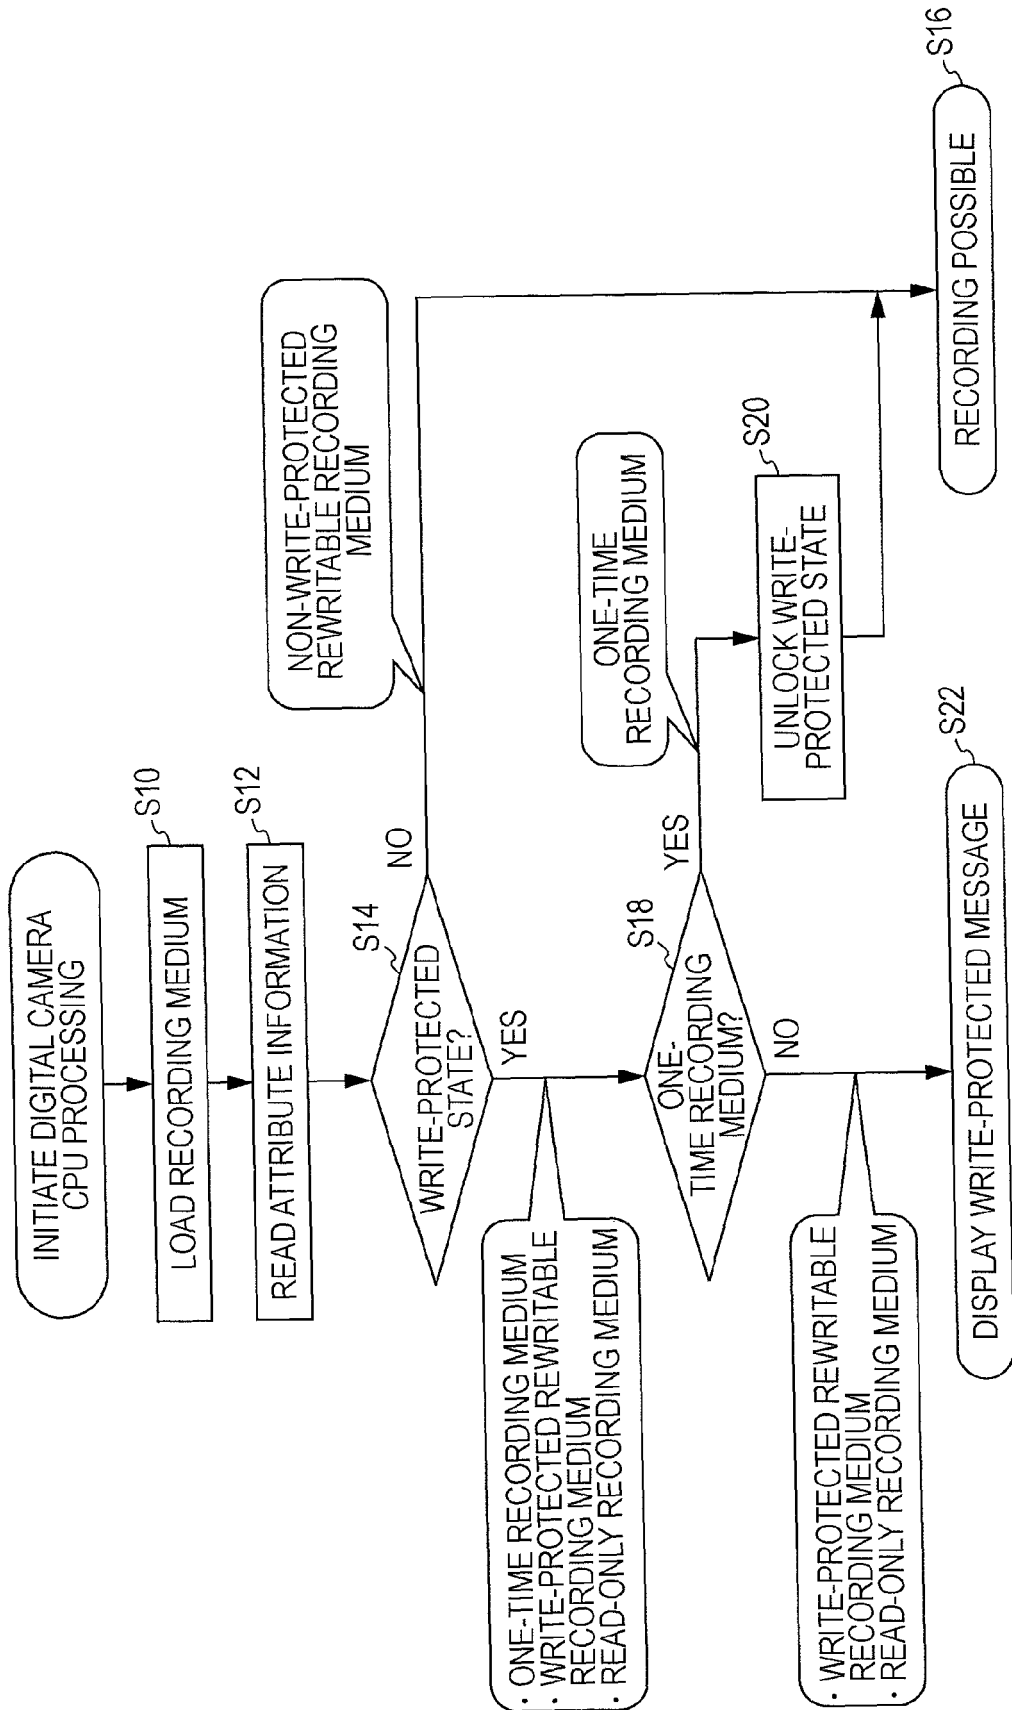 INITIATE DIGITAL CAMERA
CPU PROCESSING
LOAD RECORDING MEDIUM
S10
READ ATTRIBUTE INFORMATION
S12
WRITE-PROTECTED
STATE?
S14
NO
YES
NON-WRITE-PROTECTED
REWRITABLE RECORDING
MEDIUM
· ONE-TIME RECORDING MEDIUM
· WRITE-PROTECTED REWRITABLE
RECORDING MEDIUM
· READ-ONLY RECORDING MEDIUM
ONE-
TIME RECORDING
MEDIUM?
S18
YES
NO
ONE-TIME
RECORDING MEDIUM
UNLOCK WRITE-
PROTECTED STATE
S20
· WRITE-PROTECTED REWRITABLE
RECORDING MEDIUM
· READ-ONLY RECORDING MEDIUM
DISPLAY WRITE-PROTECTED MESSAGE
S22
RECORDING POSSIBLE
S16